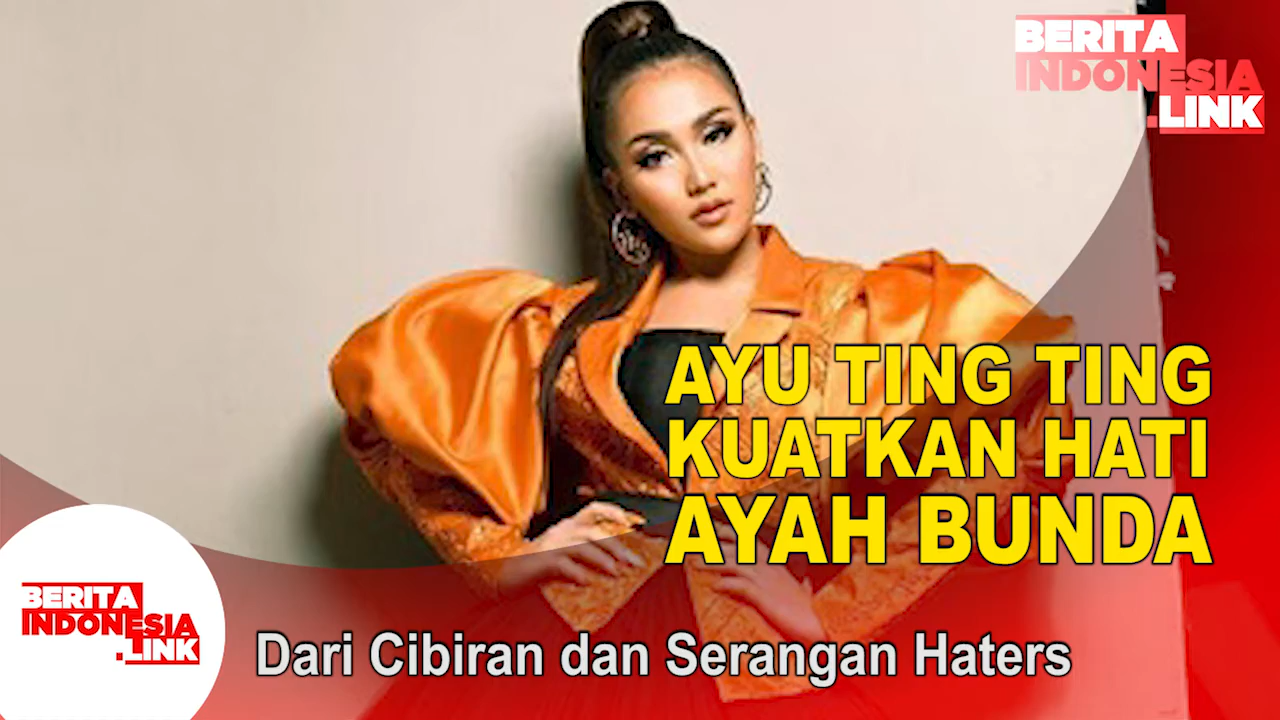 BERITA
INDONESIA
.LINK
AYU TING TING
KUATKAN HATI
AYAH BUNDA
BERITA
INDONESIA
.LINK
Dari Cibiran dan Serangan Haters